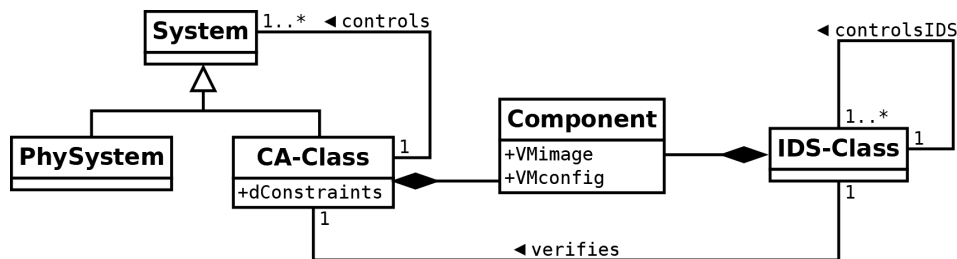 System
1..* ◄ controls
◄ controlsIDS
Component
+VMimage
+VMconfig
1..*
1
IDS-Class
1
PhySystem
CA-Class
+dConstraints
1
1
◄ verifies